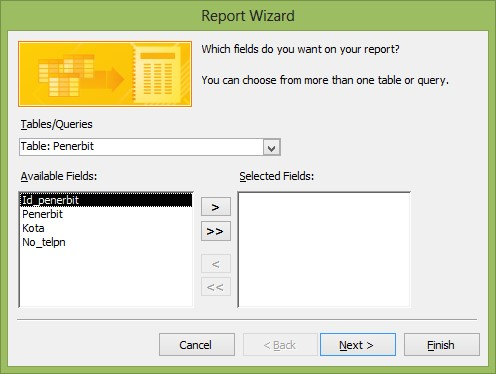 Report Wizard
Which fields do you want on your report?
You can choose from more than one table or query.
Tables/Queries
Table: Penerbit
Available Fields:
Selected Fields:
Id_penerbit
Penerbit
Kota
No_telpn
>
>>
<
<<
Cancel
< Back
Next >
Finish